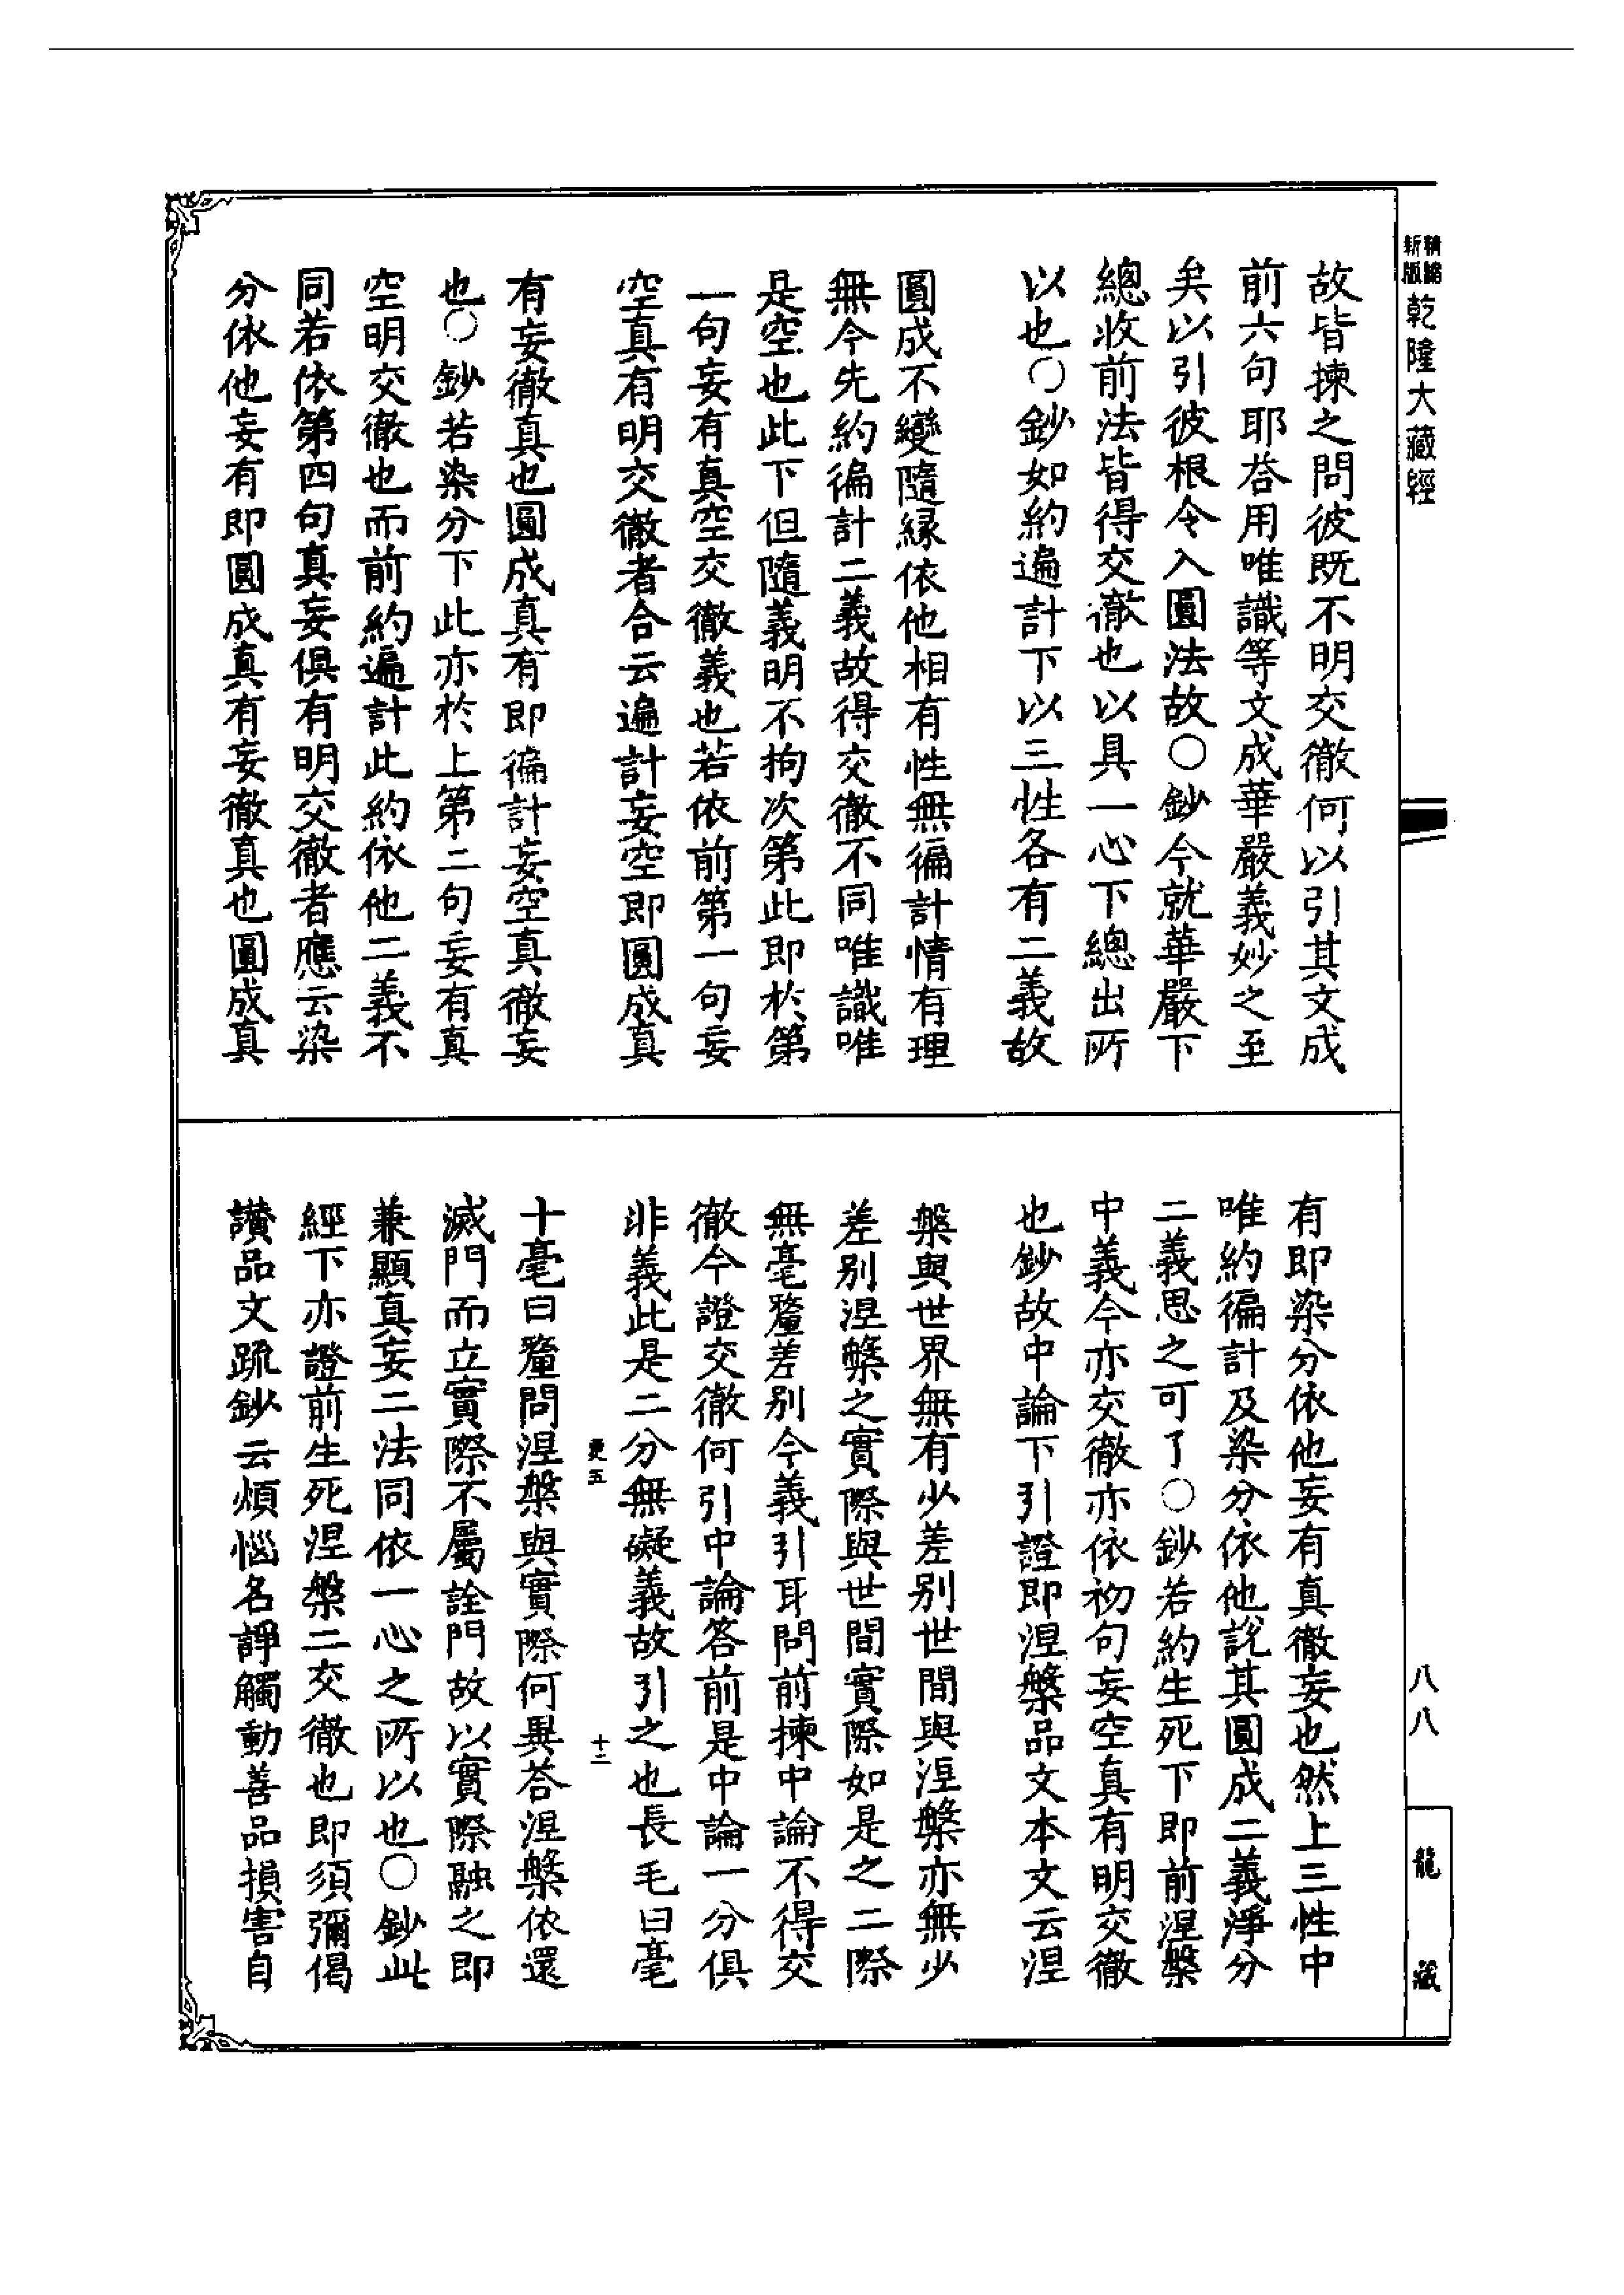 精縮新版乾隆大藏經
故皆揀之問彼既不明交徹何以引其文成
前六句耶荅用唯識等文成華嚴義妙之至
矣以引彼根令入圓法故○鈔今就華嚴下
總收前法皆得交徹也以具一心下總出所
以也○鈔如約遍計下以三性各有二義故
圓成不變隨緣依他相有性無徧計情有理
無今先約徧計二義故得交徹不同唯識唯
是空也此下但隨義明不拘次第此即於第
一句妄有真空交徹義也若依前第一句妄
空真有明交徹者合云遍計妄空即圓成真
有妄徹真也圓成真有即徧計妄空真徹妄
也○鈔若染分下此亦於上第二句妄有真
空明交徹也而前約遍計此約依他二義不
同若依第四句真妄俱有明交徹者應云染
分依他妄有即圓成真有妄徹真也圓成真
有即染分依他妄有真徹妄也然上三性中
唯約徧計及染分依他說其圓成二義淨分
二義思之可了○鈔若約生死下即前涅槃
中義今亦交徹亦依初句妄空真有明交徹
也鈔故中論下引證即涅槃品文本文云涅
槃與世界無有少差別世間與涅槃亦無少
差別涅槃之實際與世間實際如是之二際
無毫釐差別今義引耳問前揀中論不得交
徹今證交徹何引中論答前是中論一分俱
非義此是二分無礙義故引之也長毛曰毫
十毫曰釐問涅槃與實際何異荅涅槃依還
滅門而立實際不屬詮門故以實際融之即
兼顯真妄二法同依一心之所以也○鈔此
經下亦證前生死涅槃二交徹也即須彌偈
讚品文疏鈔云煩惱名諍觸動善品損害自
十二
八八
龍藏